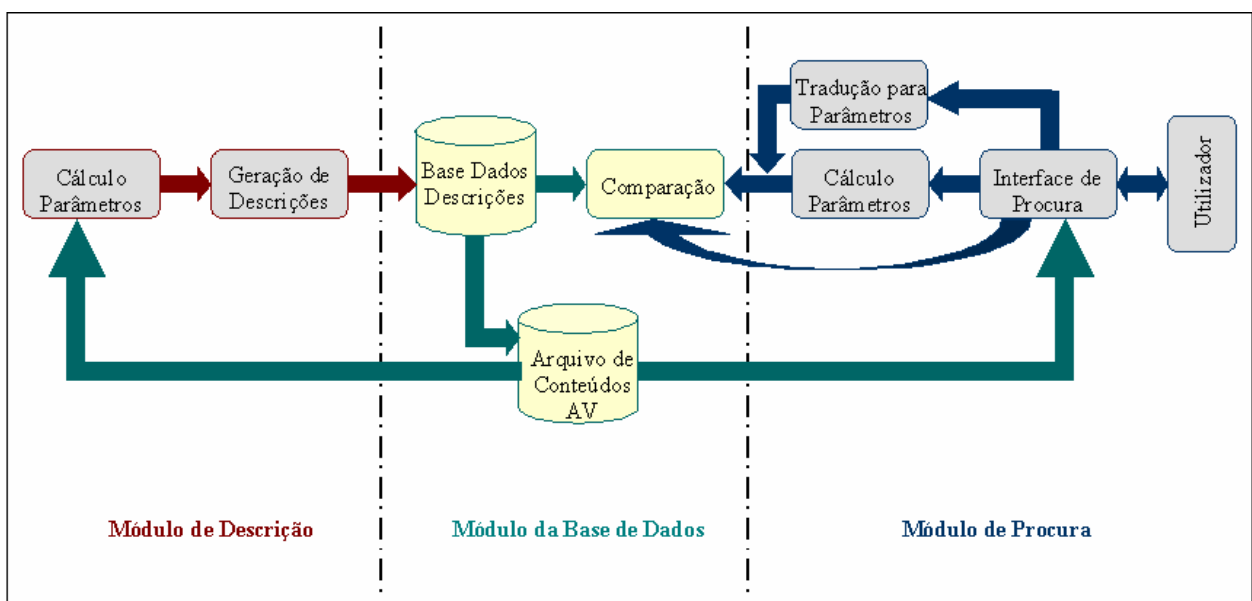 Tradução para
Parâmetros
Cálculo
Parâmetros
Geração de
Descrições
Base Dados
Descrições
Comparação
Cálculo
Parâmetros
Interface de
Procura
Utilizador
Arquivo de
Conteúdos
AV
Módulo de Descrição
Módulo da Base de Dados
Módulo de Procura